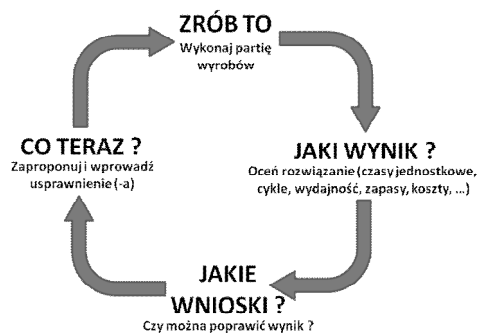 ZRÓB TO
Wykonaj partię
wyrobów
JAKI WYNIK ?
Oceń rozwiązanie (czasy jednostkowe,
cykle, wydajność, zapasy, koszty, ...)
JAKIE
WNIOSKI ?
Czy można poprawić wynik ?
CO TERAZ ?
Zaproponuj i wprowadź
usprawnienie (-a)